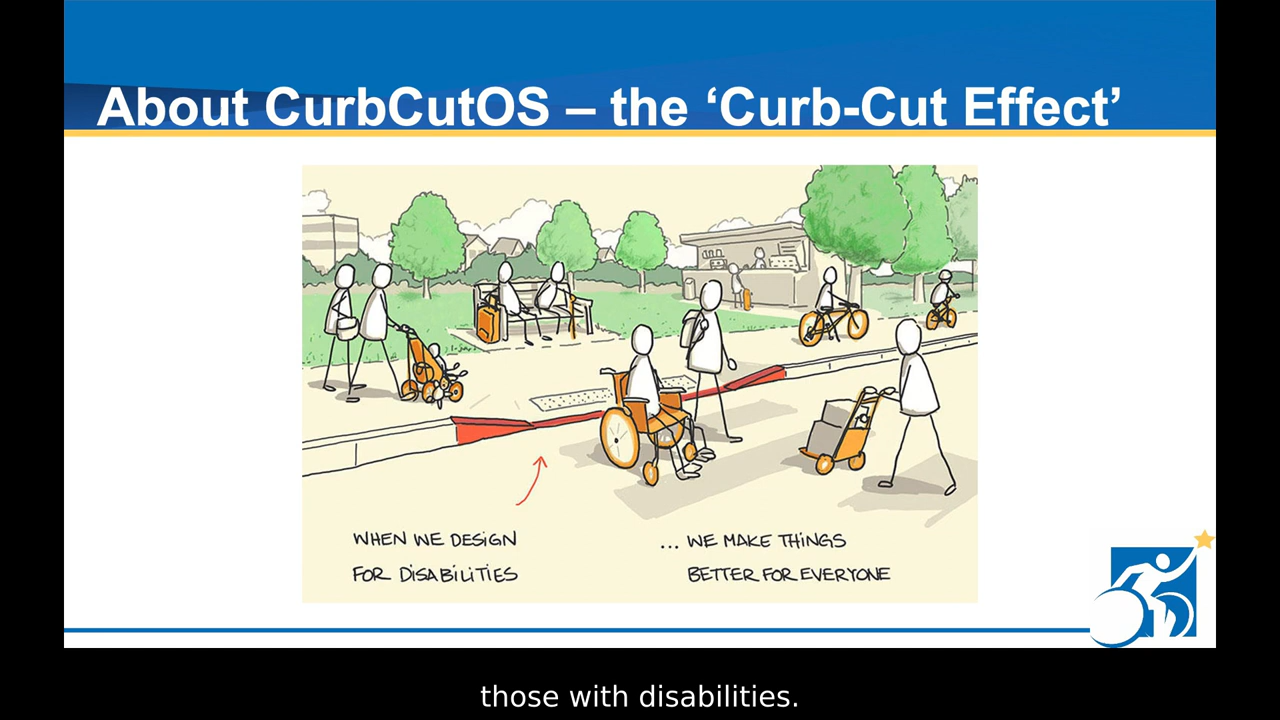 About CurbCutOS – the ‘Curb-Cut Effect’
WHEN WE DESIGN
FOR DISABILITIES
... WE MAKE THINGS
BETTER FOR EVERYONE
those with disabilities.